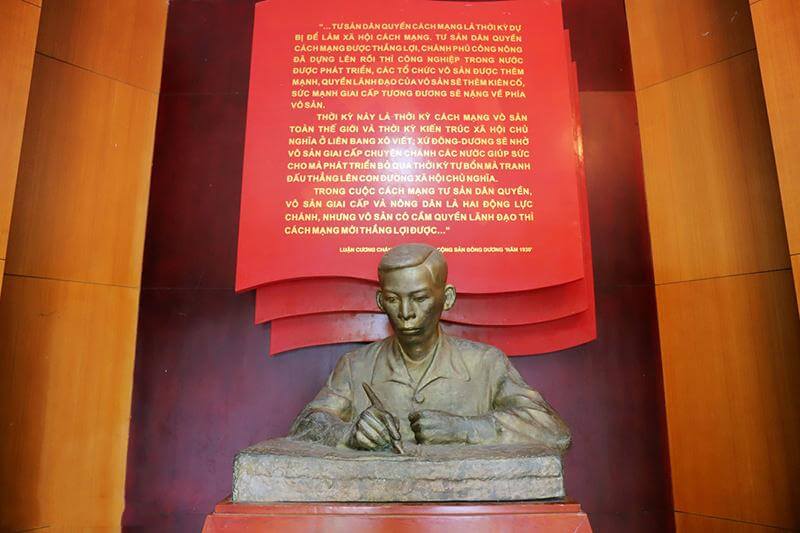 "... TƯ SẢN DÂN QUYỀN CÁCH MẠNG LÀ THỜI KỲ DỰ
BỊ ĐỂ LÀM XÃ HỘI CÁCH MẠNG. TƯ SẢN DÂN QUYỀN
CÁCH MẠNG ĐƯỢC THẮNG LỢI, CHÁNH PHỦ CÔNG NÔNG
ĐÃ DỰNG LÊN RỒI THÌ CÔNG NGHIỆP TRONG NƯỚC
ĐƯỢC PHÁT TRIỂN, CÁC TỔ CHỨC VÔ SẢN ĐƯỢC THÊM
MẠNH, QUYỀN LÃNH ĐẠO CỦA VÔ SẢN SẼ THÊM KIÊN CỐ,
SỨC MẠNH GIAI CẤP TƯƠNG ĐƯƠNG SẼ NẶNG VỀ PHÍA
VÔ SẢN.
THỜI KỲ NÀY LÀ THỜI KỲ CÁCH MẠNG VÔ SẢN
TOÀN THẾ GIỚI VÀ THỜI KỲ KIẾN TRÚC XÃ HỘI CHỦ
NGHĨA Ở LIÊN BANG XÔ VIẾT; XỨ ĐÔNG-DƯƠNG SẼ NHỜ
VÔ SẢN GIAI CẤP CHUYÊN CHÁNH CÁC NƯỚC GIÚP SỨC
CHO MÀ PHÁT TRIỂN BỎ QUA THỜI KỲ TƯ BỔN MÀ TRANH
ĐẤU THẲNG LÊN CON ĐƯỜNG XÃ HỘI CHỦ NGHĨA.
TRONG CUỘC CÁCH MẠNG TƯ SẢN DÂN QUYỀN,
VÔ SẢN GIAI CẤP VÀ NÔNG DÂN LÀ HAI ĐỘNG LỰC
CHÁNH, NHƯNG VÔ SẢN CÓ CẦM QUYỀN LÃNH ĐẠO THÌ
CÁCH MẠNG MỚI THẮNG LỢI ĐƯỢC..."
LUẬN CƯƠNG CHÁNH CỘNG SẢN ĐÔNG DƯƠNG "NĂM 1930"